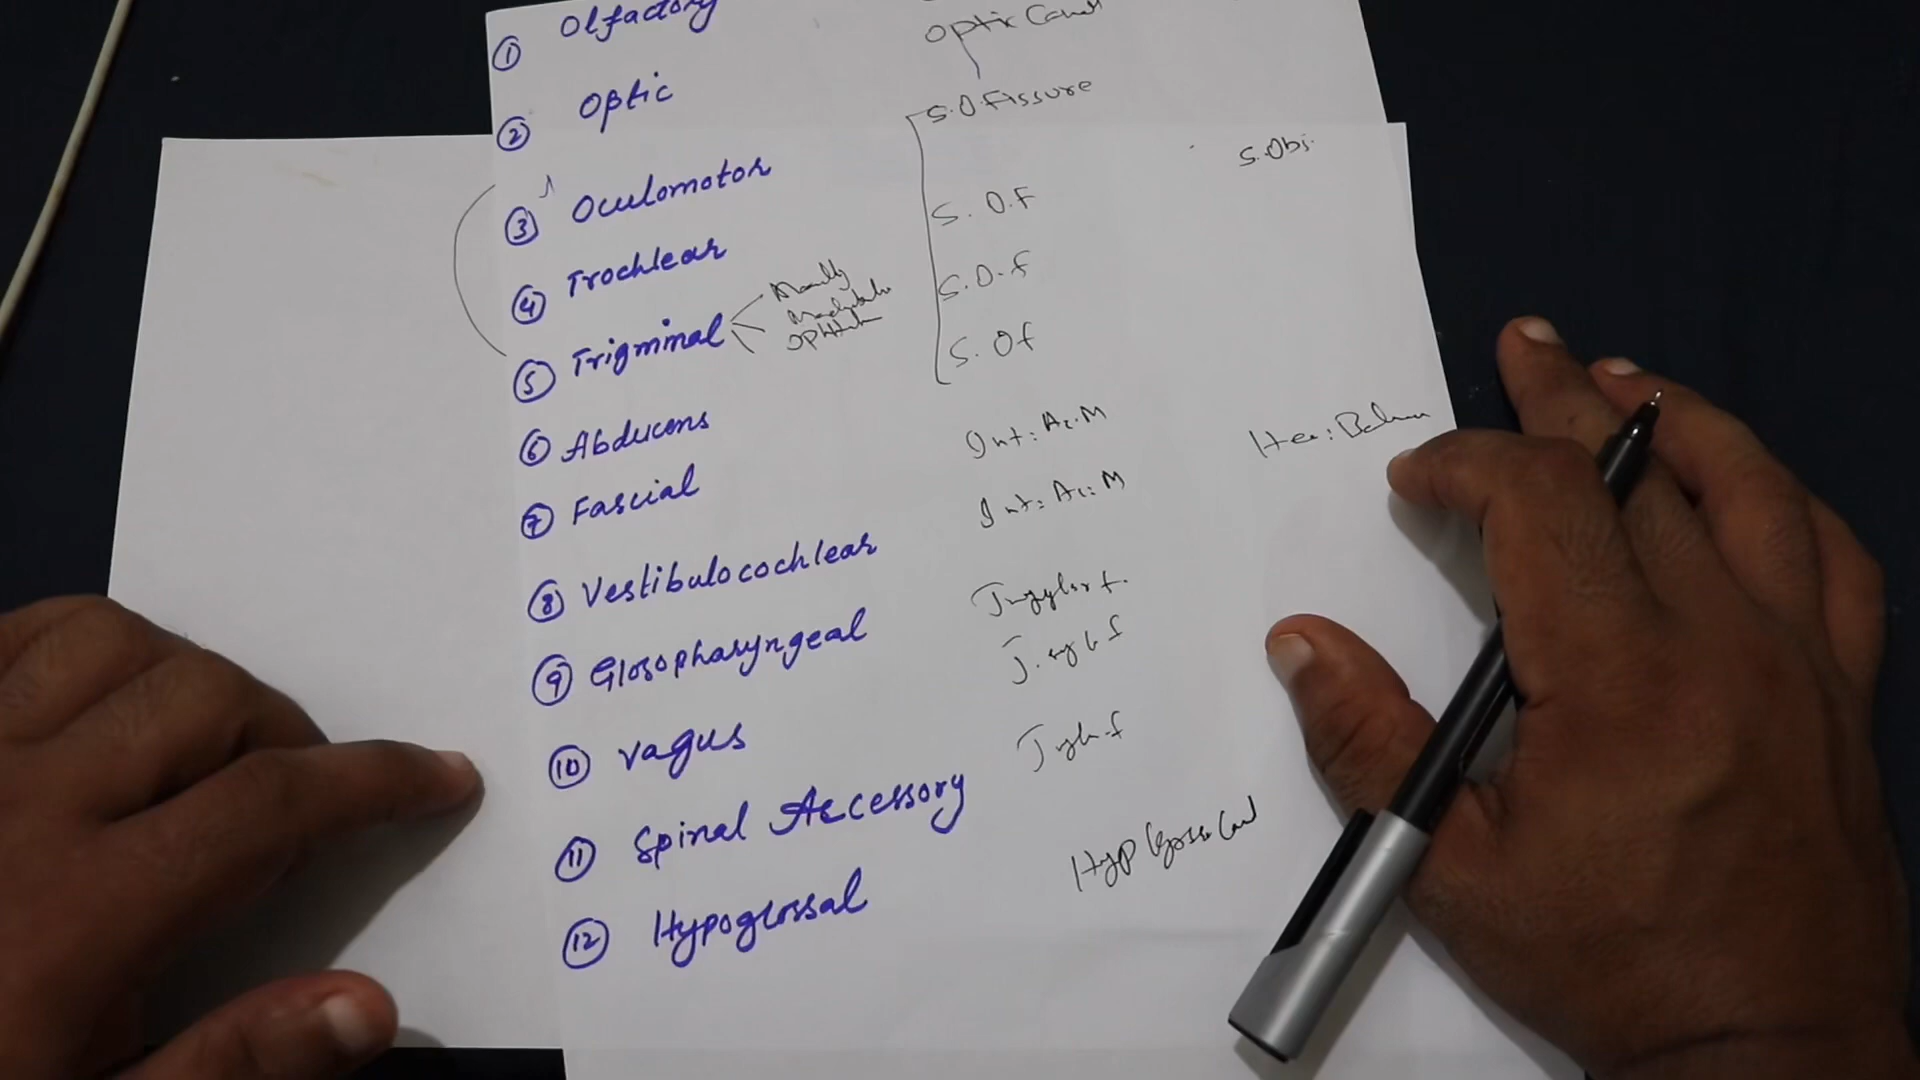 ① Olfactory
Optic Canal
② Optic
S.O.Fissure
S.Obs.
③ Oculomotor
S. O.F
④ Trochlear
S.O.F
⑤ Trigminal
S. Of
⑥ Abducens
Int: Ac.M
⑦ Fascial
Int: Ac: M
⑧ Vestibulocochlear
⑨ Glosopharyngeal
⑩ Vagus
⑪ Spinal Accessory
⑫ Hypoglossal